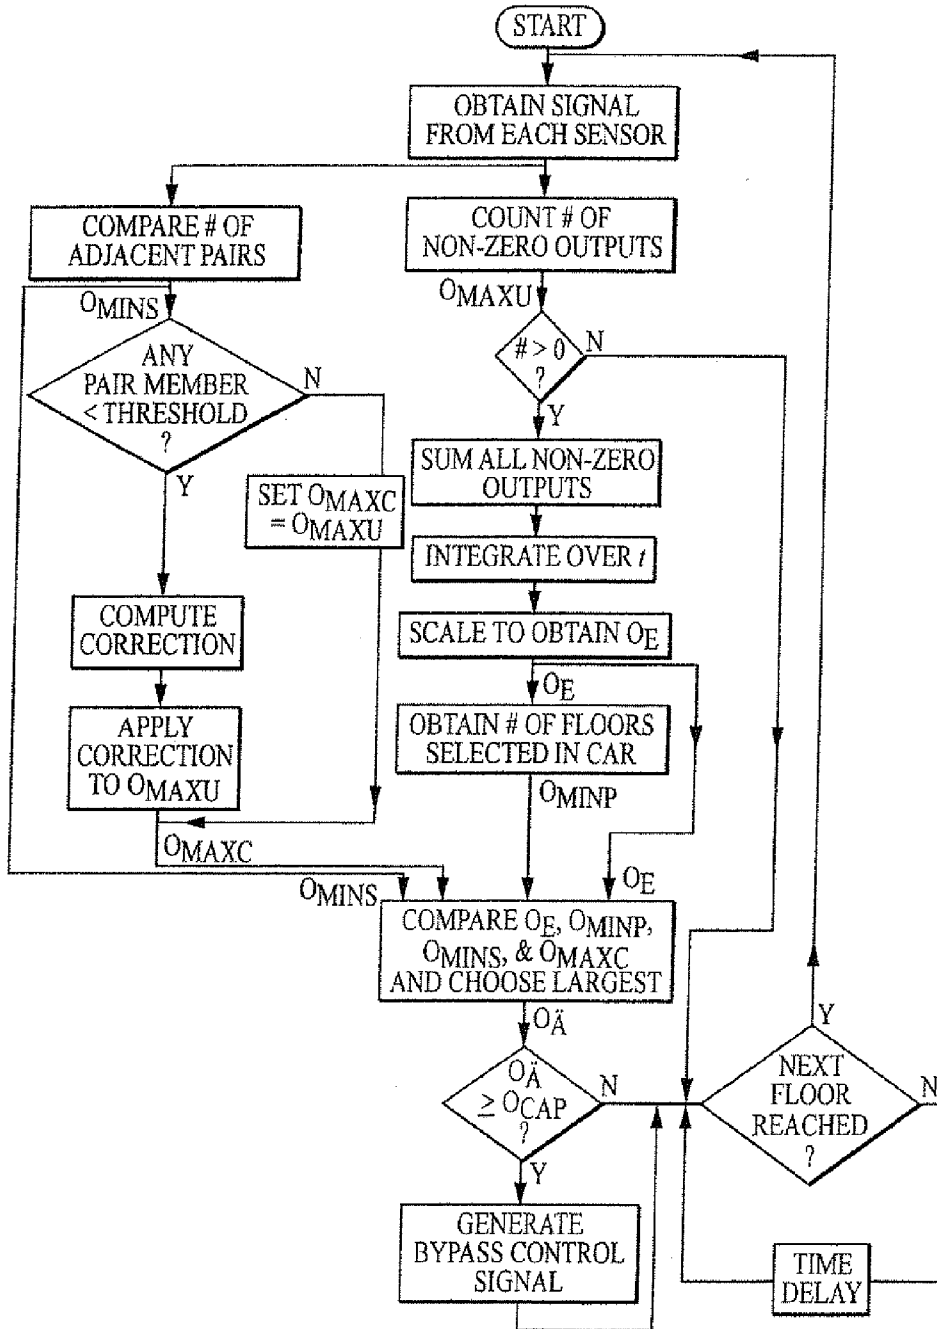 START
OBTAIN SIGNAL
FROM EACH SENSOR
COMPARE # OF
ADJACENT PAIRS
COUNT # OF
NON-ZERO OUTPUTS
OMINS
OMAXU
ANY
PAIR MEMBER
< THRESHOLD
?
N
Y
# > 0
?
N
Y
SET OMAXC
= OMAXU
SUM ALL NON-ZERO
OUTPUTS
INTEGRATE OVER t
SCALE TO OBTAIN OE
COMPUTE
CORRECTION
OE
APPLY
CORRECTION
TO OMAXU
OBTAIN # OF FLOORS
SELECTED IN CAR
OMINP
OMAXC
OMINS
OE
COMPARE OE, OMINP,
OMINS, & OMAXC
AND CHOOSE LARGEST
OÄ
OÄ
≥ OCAP
?
N
Y
NEXT
FLOOR
REACHED
?
Y
N
GENERATE
BYPASS CONTROL
SIGNAL
TIME
DELAY